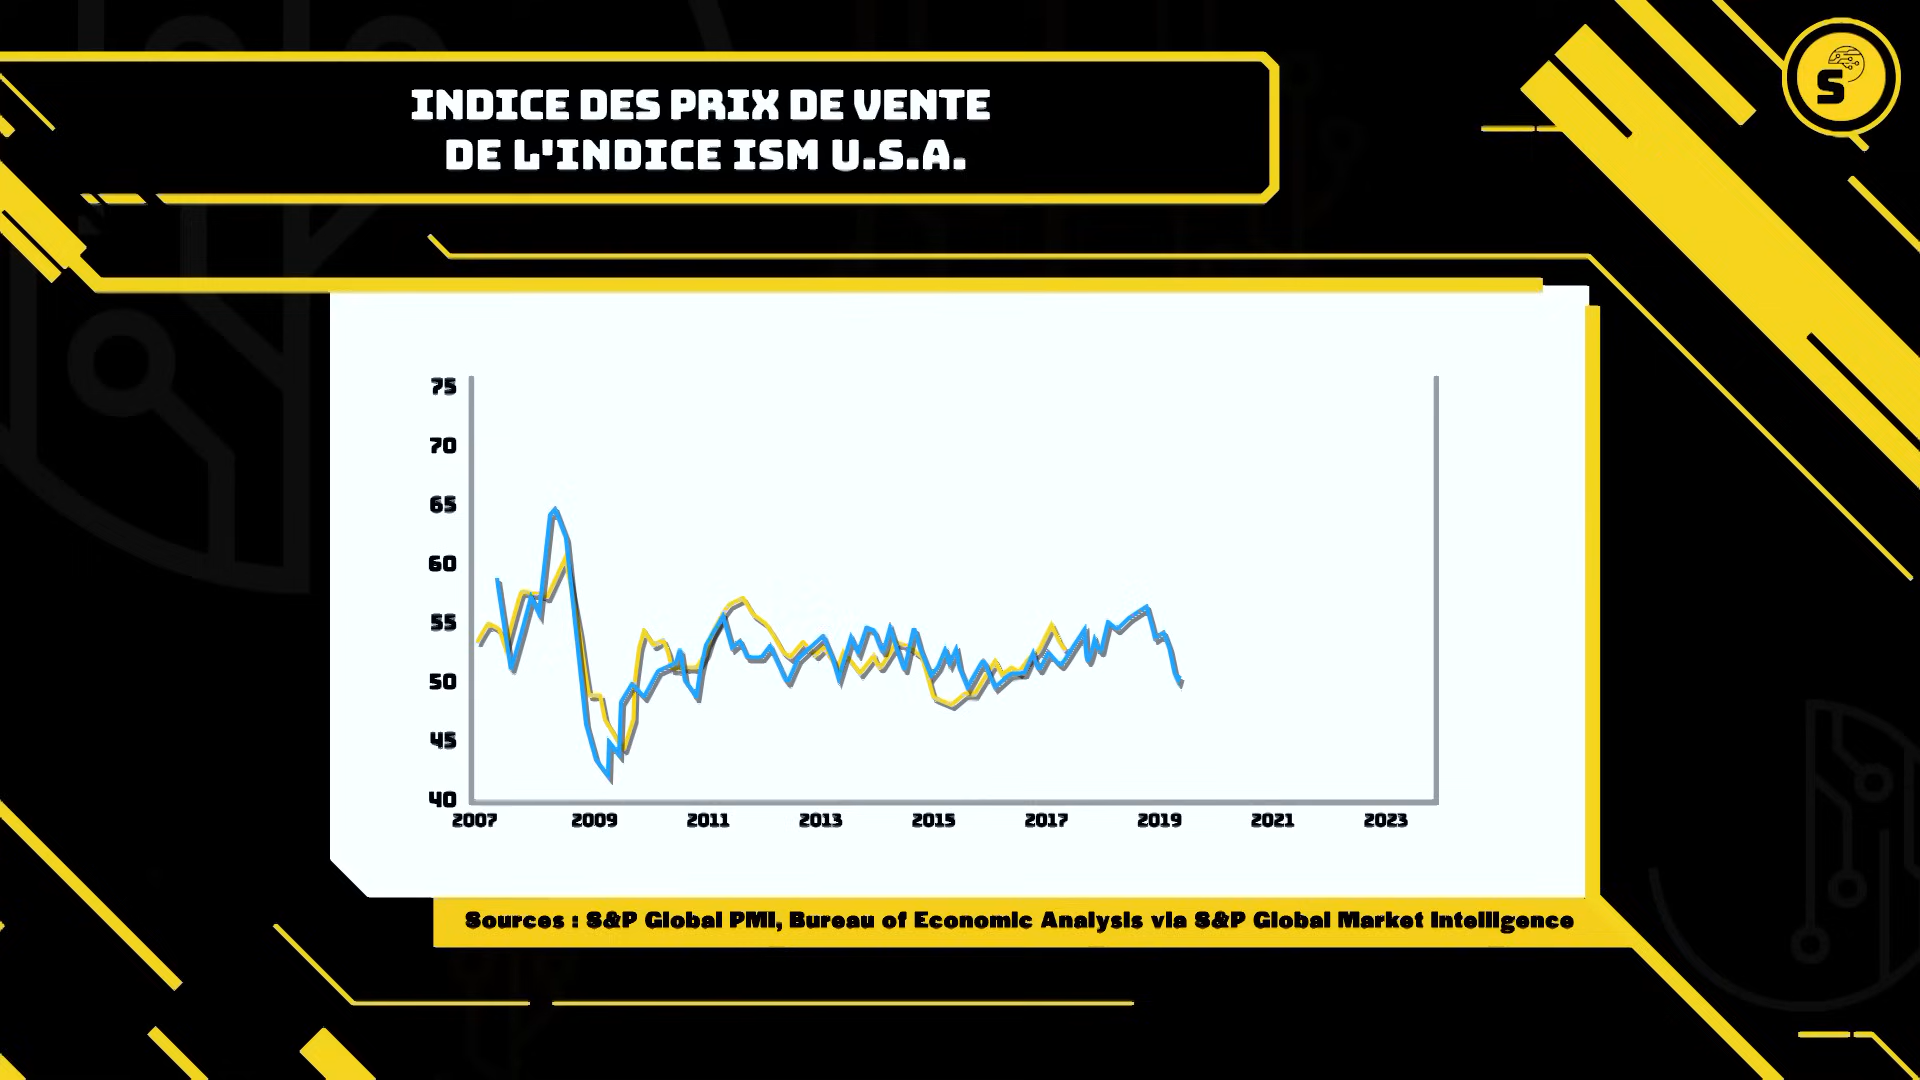 INDICE DES PRIX DE VENTE
DE L'INDICE ISM U.S.A.
S
75
70
65
60
55
50
45
40
2007 2009 2011 2013 2015 2017 2019 2021 2023
Sources : S&P Global PMI, Bureau of Economic Analysis via S&P Global Market Intelligence